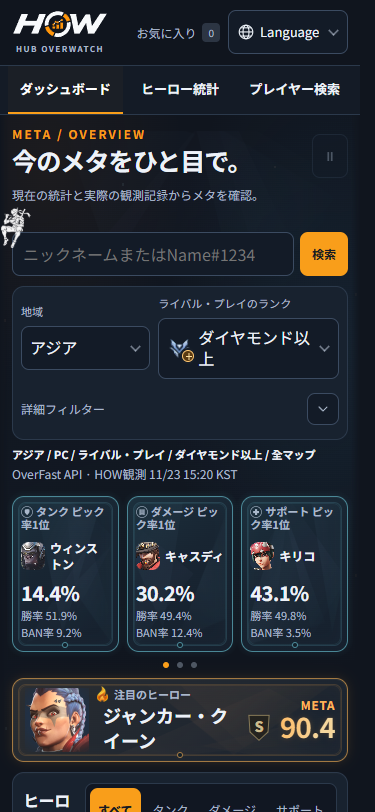 HOW
HUB OVERWATCH
お気に入り 0
Language
ダッシュボード ヒーロー統計 プレイヤー検索
META / OVERVIEW
今のメタをひと目で。
現在の統計と実際の観測記録からメタを確認。
ニックネームまたはName#1234 検索
地域
アジア
ライバル・プレイのランク
ダイヤモンド以
上
詳細フィルター
アジア / PC / ライバル・プレイ / ダイヤモンド以上 / 全マップ
OverFast API · HOW観測 11/23 15:20 KST
タンク ピック
率1位
ウィンス
トン
14.4%
勝率 51.9%
BAN率 9.2%
ダメージ ピッ
ク率1位
キャスディ
30.2%
勝率 49.4%
BAN率 12.4%
サポート ピッ
ク率1位
キリコ
43.1%
勝率 49.8%
BAN率 3.5%
注目のヒーロー
ジャンカー・ク
イーン
META
S 90.4
ヒーロ
すべて タンク ダメージ サポート